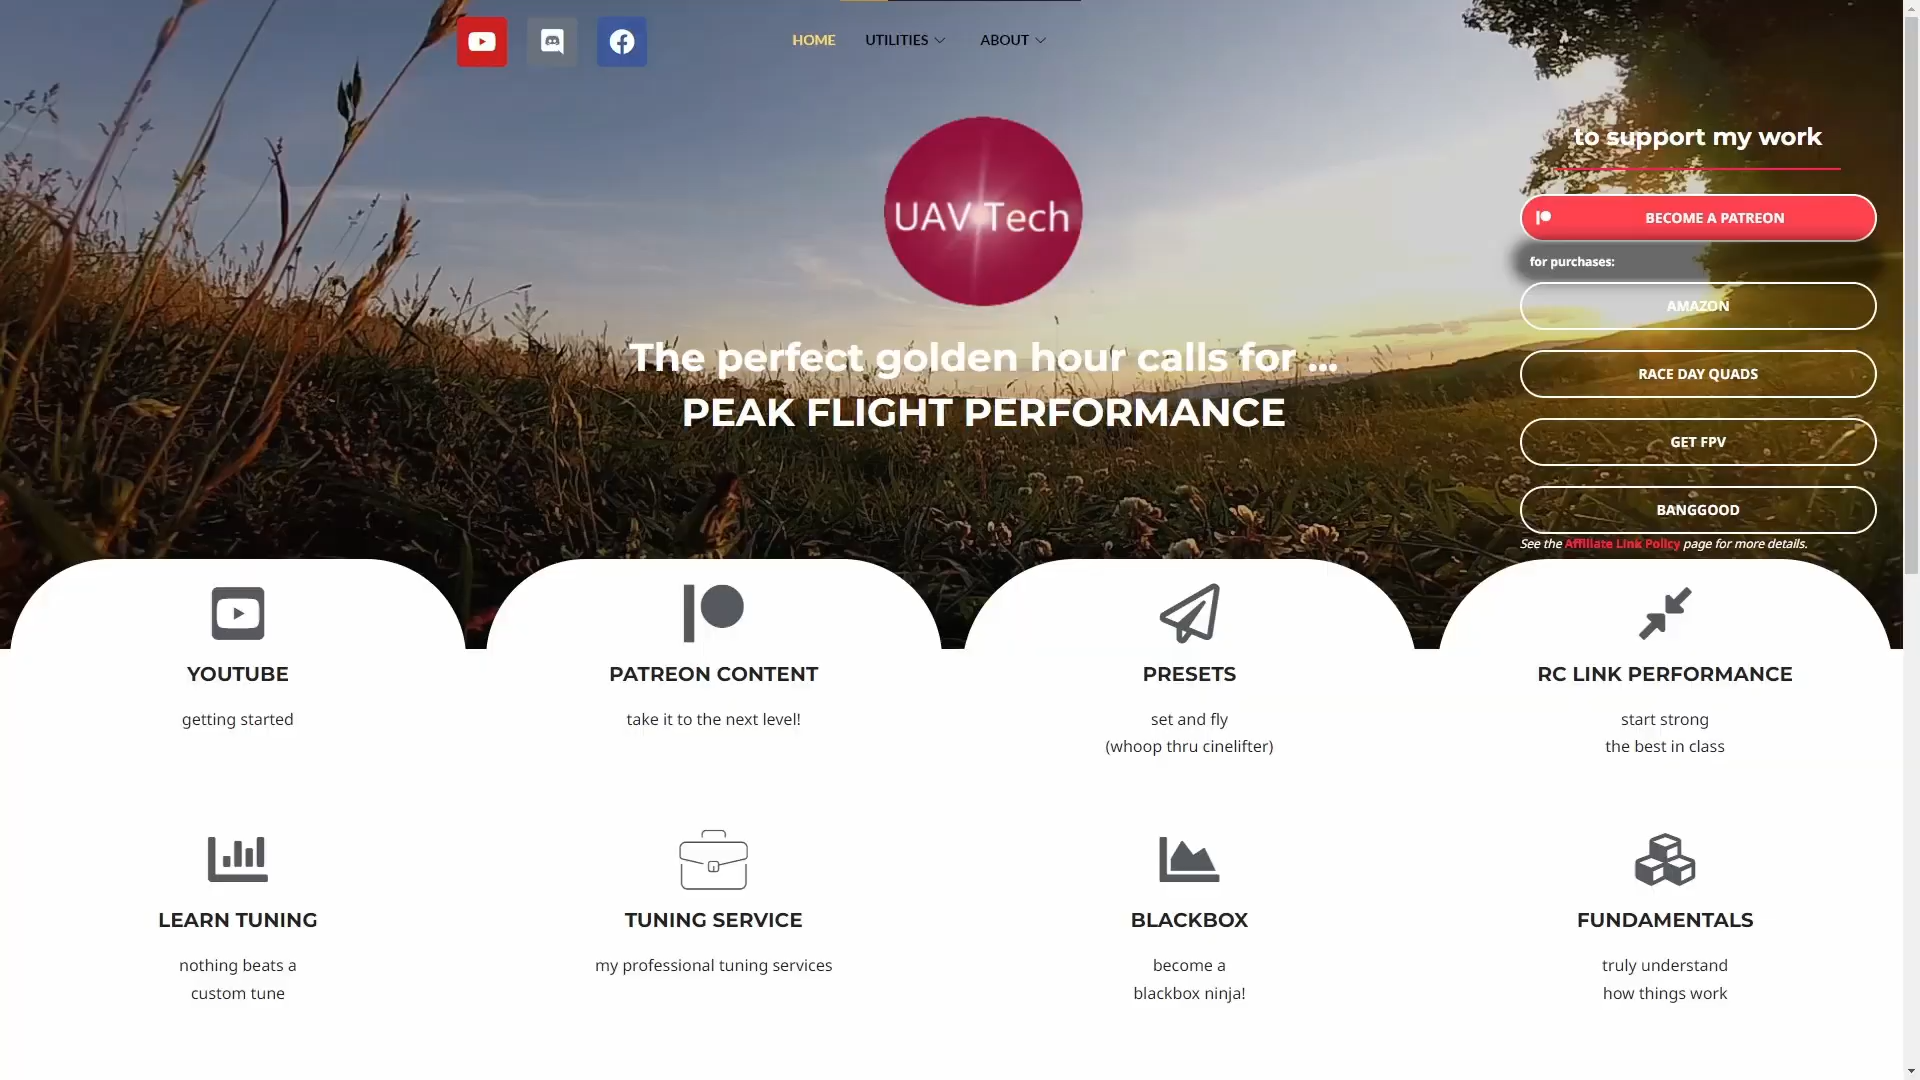 HOME
UTILITIES
ABOUT
UAV Tech
The perfect golden hour calls for ...
PEAK FLIGHT PERFORMANCE
to support my work
BECOME A PATREON
for purchases:
AMAZON
RACE DAY QUADS
GET FPV
BANGGOOD
See the Affiliate Link Policy page for more details.
YOUTUBE
getting started
PATREON CONTENT
take it to the next level!
PRESETS
set and fly
(whoop thru cinelifter)
RC LINK PERFORMANCE
start strong
the best in class
LEARN TUNING
nothing beats a
custom tune
TUNING SERVICE
my professional tuning services
BLACKBOX
become a
blackbox ninja!
FUNDAMENTALS
truly understand
how things work